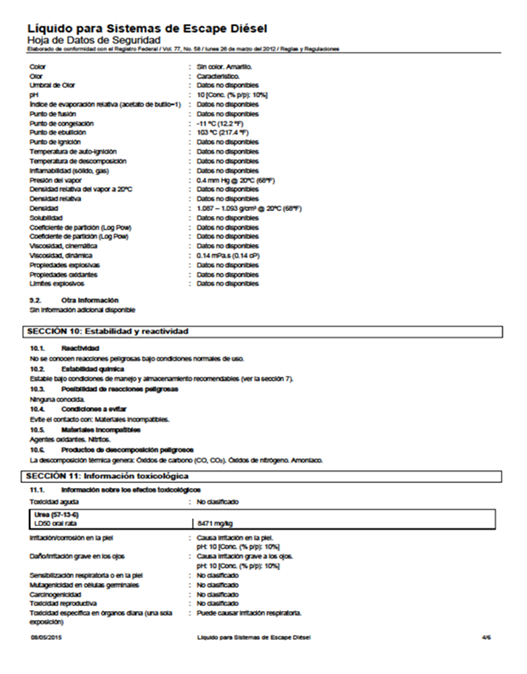 Líquido para Sistemas de Escape Diésel
Hoja de Datos de Seguridad
Elaborado de conformidad con el Registro Federal / Vol. 77, No. 58 / lunes 26 de marzo del 2012 / Reglas y Regulaciones
Color : Sin color. Amarillo.
Olor : Característico.
Umbral de Olor : Datos no disponibles
pH : 10 [Conc. (% p/p): 10%]
Índice de evaporación relativa (acetato de butilo=1) : Datos no disponibles
Punto de fusión : Datos no disponibles
Punto de congelación : -11 ºC (12.2 ºF)
Punto de ebullición : 103 ºC (217.4 ºF)
Punto de ignición : Datos no disponibles
Temperatura de auto-ignición : Datos no disponibles
Temperatura de descomposición : Datos no disponibles
Inflamabilidad (sólido, gas) : Datos no disponibles
Presión del vapor : 0.4 mm Hg @ 20ºC (68ºF)
Densidad relativa del vapor a 20ºC : Datos no disponibles
Densidad relativa : Datos no disponibles
Densidad : 1.087 – 1.093 g/cm³ @ 20ºC (68ºF)
Solubilidad : Datos no disponibles
Coeficiente de partición (Log Pow) : Datos no disponibles
Coeficiente de partición (Log Pow) : Datos no disponibles
Viscosidad, cinemática : Datos no disponibles
Viscosidad, dinámica : 0.14 mPa.s (0.14 cP)
Propiedades explosivas : Datos no disponibles
Propiedades oxidantes : Datos no disponibles
Límites explosivos : Datos no disponibles
9.2. Otra información
Sin información adicional disponible
SECCIÓN 10: Estabilidad y reactividad
10.1. Reactividad
No se conocen reacciones peligrosas bajo condiciones normales de uso.
10.2. Estabilidad química
Estable bajo condiciones de manejo y almacenamiento recomendables (ver la sección 7).
10.3. Posibilidad de reacciones peligrosas
Ninguna conocida.
10.4. Condiciones a evitar
Evite el contacto con: Materiales incompatibles.
10.5. Materiales incompatibles
Agentes oxidantes. Nitritos.
10.6. Productos de descomposición peligrosos
La descomposición térmica genera: Óxidos de carbono (CO, CO₂). Óxidos de nitrógeno. Amoniaco.
SECCIÓN 11: Información toxicológica
11.1. Información sobre los efectos toxicológicos
Toxicidad aguda : No clasificado
Urea (57-13-6)
LD50 oral rata 8471 mg/kg
Irritación/corrosión en la piel : Causa irritación en la piel.
pH: 10 [Conc. (% p/p): 10%]
Daño/irritación grave en los ojos : Causa irritación grave a los ojos.
pH: 10 [Conc. (% p/p): 10%]
Sensibilización respiratoria o en la piel : No clasificado
Mutagenicidad en células germinales : No clasificado
Carcinogenicidad : No clasificado
Toxicidad reproductiva : No clasificado
Toxicidad específica en órganos diana (una sola : Puede causar irritación respiratoria.
exposición)
08/05/2015 Líquido para Sistemas de Escape Diésel 4/6